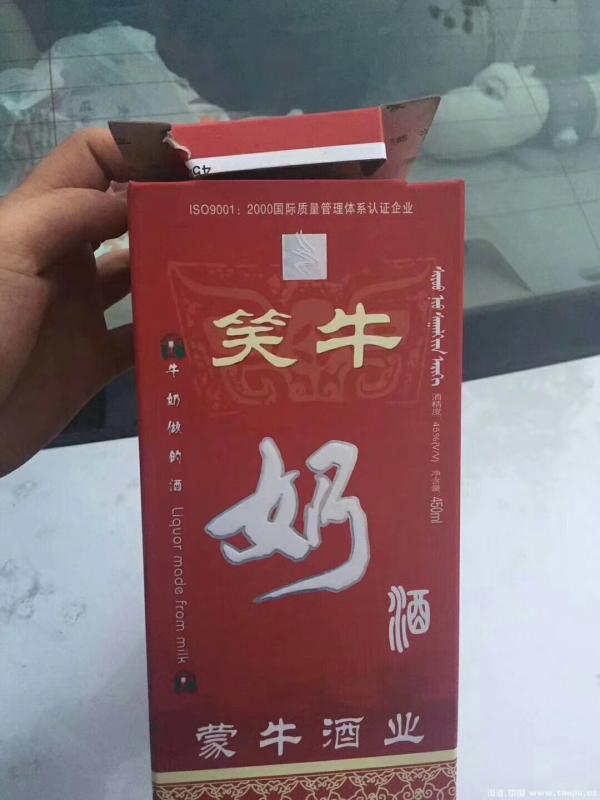 45
ISO9001：2000国际质量管理体系认证企业
笑牛
牛奶做的酒 Liquor made from milk
酒精度：45%(V/V) 净含量：450ml
奶
酒
蒙牛酒业